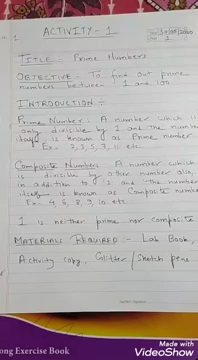 ACTIVITY - 1
TITLE : Prime Numbers
OBJECTIVE :- To find out prime
numbers between 1 and 100
INTRODUCTION :-
Prime Number : A number which is
only divisible by 1 and the number
itself is known as Prime number
Ex- 2, 3, 5, 7, 11 etc
Composite Numbers A number which
is divisible by other number also,
in addition to 1 and the number
itself is known as Composite number
Ex- 4, 6, 8, 9, 10 etc
1 is neither prime nor composite
MATERIALS REQUIRED :- Lab Book,
Activity copy, Glitter / Sketch pens
ong Exercise Book
Made with
VideoShow